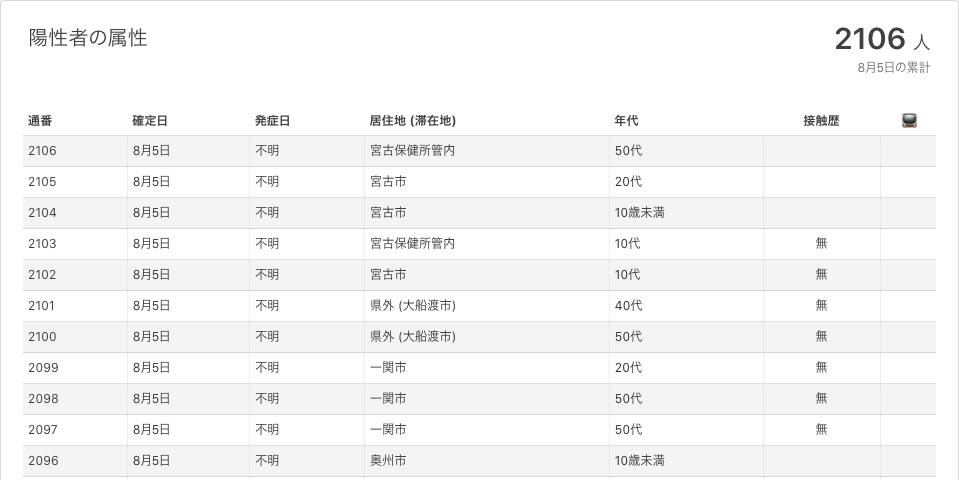 陽性者の属性
2106 人
8月5日の累計
通番 確定日 発症日 居住地 (滞在地) 年代 接触歴
2106 8月5日 不明 宮古保健所管内 50代
2105 8月5日 不明 宮古市 20代
2104 8月5日 不明 宮古市 10歳未満
2103 8月5日 不明 宮古保健所管内 10代 無
2102 8月5日 不明 宮古市 10代 無
2101 8月5日 不明 県外 (大船渡市) 40代 無
2100 8月5日 不明 県外 (大船渡市) 50代 無
2099 8月5日 不明 一関市 20代 無
2098 8月5日 不明 一関市 50代 無
2097 8月5日 不明 一関市 50代 無
2096 8月5日 不明 奥州市 10歳未満